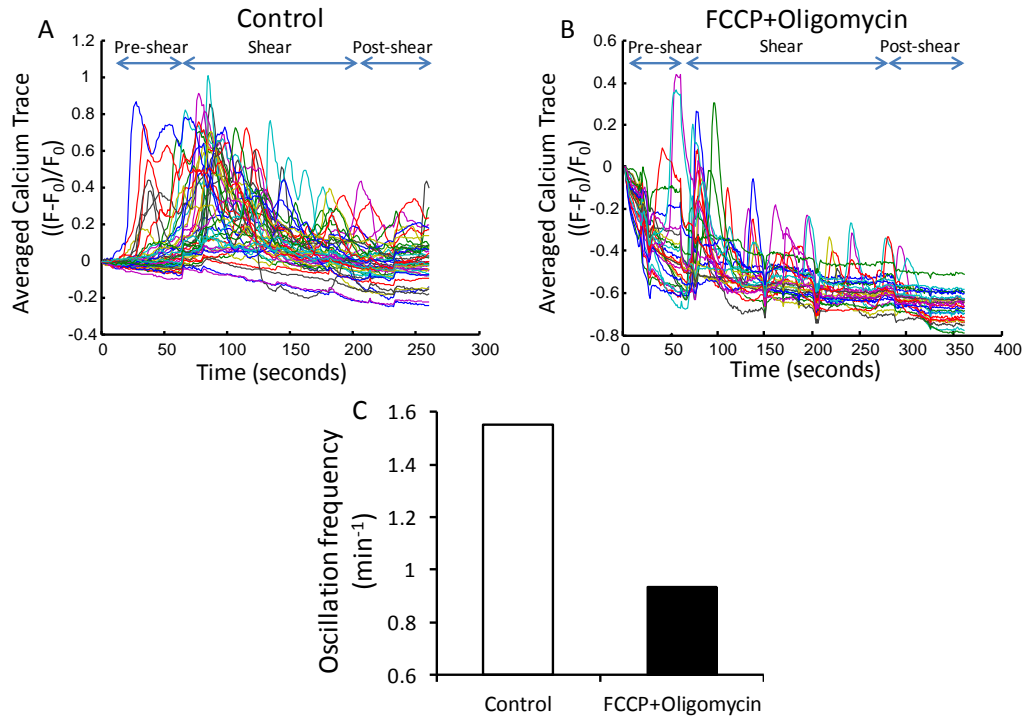 A
Control
Pre-shear
Shear
Post-shear
Averaged Calcium Trace
((F-F0)/F0)
1.2
1
0.8
0.6
0.4
0.2
0
-0.2
-0.4
0
50
100
150
200
250
300
Time (seconds)
B
FCCP+Oligomycin
Pre-shear
Shear
Post-shear
Averaged Calcium Trace
((F-F0)/F0)
0.6
0.4
0.2
0
-0.2
-0.4
-0.6
-0.8
0
50
100
150
200
250
300
350
400
Time (seconds)
C
Oscillation frequency
(min-1)
1.6
1.4
1.2
1
0.8
0.6
Control
FCCP+Oligomycin